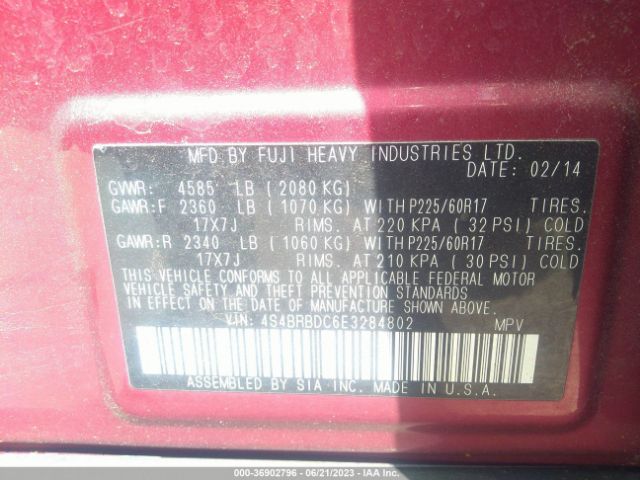 MFD BY FUJI HEAVY INDUSTRIES LTD.
DATE: 02/14
GVWR: 4585 LB ( 2080 KG)
GAWR:F 2360 LB ( 1070 KG) WITH P225/60R17 TIRES.
17X7J RIMS. AT 220 KPA ( 32 PSI) COLD
GAWR:R 2340 LB ( 1060 KG) WITH P225/60R17 TIRES.
17X7J RIMS. AT 210 KPA ( 30 PSI) COLD
THIS VEHICLE CONFORMS TO ALL APPLICABLE FEDERAL MOTOR
VEHICLE SAFETY AND THEFT PREVENTION STANDARDS
IN EFFECT ON THE DATE OF MANUFACTURE SHOWN ABOVE.
VIN: 4S4BRBDC6E3284802 MPV
ASSEMBLED BY SIA INC. MADE IN U.S.A.
000-36902796 - 06/21/2023 - IAA Inc.